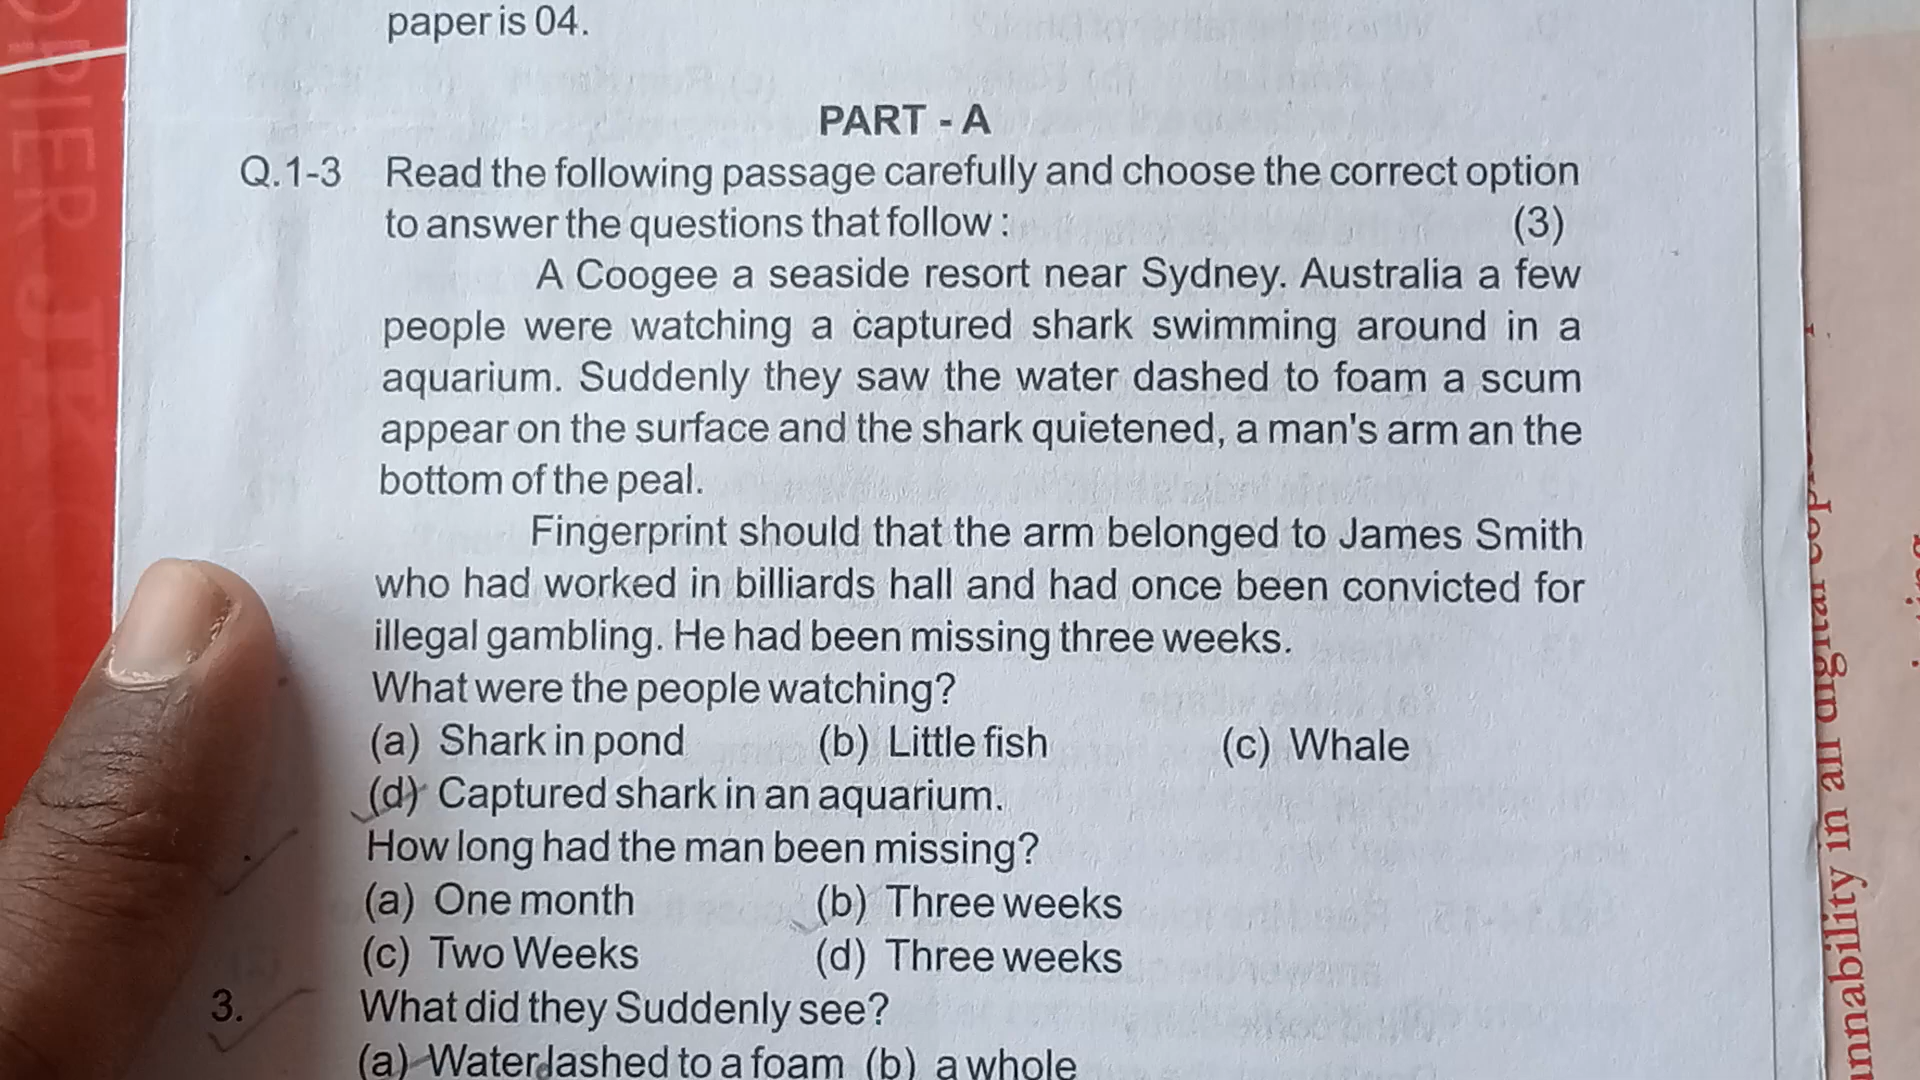 paper is 04.
PART - A
Q.1-3 Read the following passage carefully and choose the correct option
to answer the questions that follow : (3)
A Coogee a seaside resort near Sydney. Australia a few
people were watching a captured shark swimming around in a
aquarium. Suddenly they saw the water dashed to foam a scum
appear on the surface and the shark quietened, a man's arm an the
bottom of the peal.
Fingerprint should that the arm belonged to James Smith
who had worked in billiards hall and had once been convicted for
illegal gambling. He had been missing three weeks.
What were the people watching?
(a) Shark in pond (b) Little fish (c) Whale
(d) Captured shark in an aquarium.
How long had the man been missing?
(a) One month (b) Three weeks
(c) Two Weeks (d) Three weeks
3. What did they Suddenly see?
(a) Water dashed to a foam (b) a whole
OPIER JK
unnability in all digital